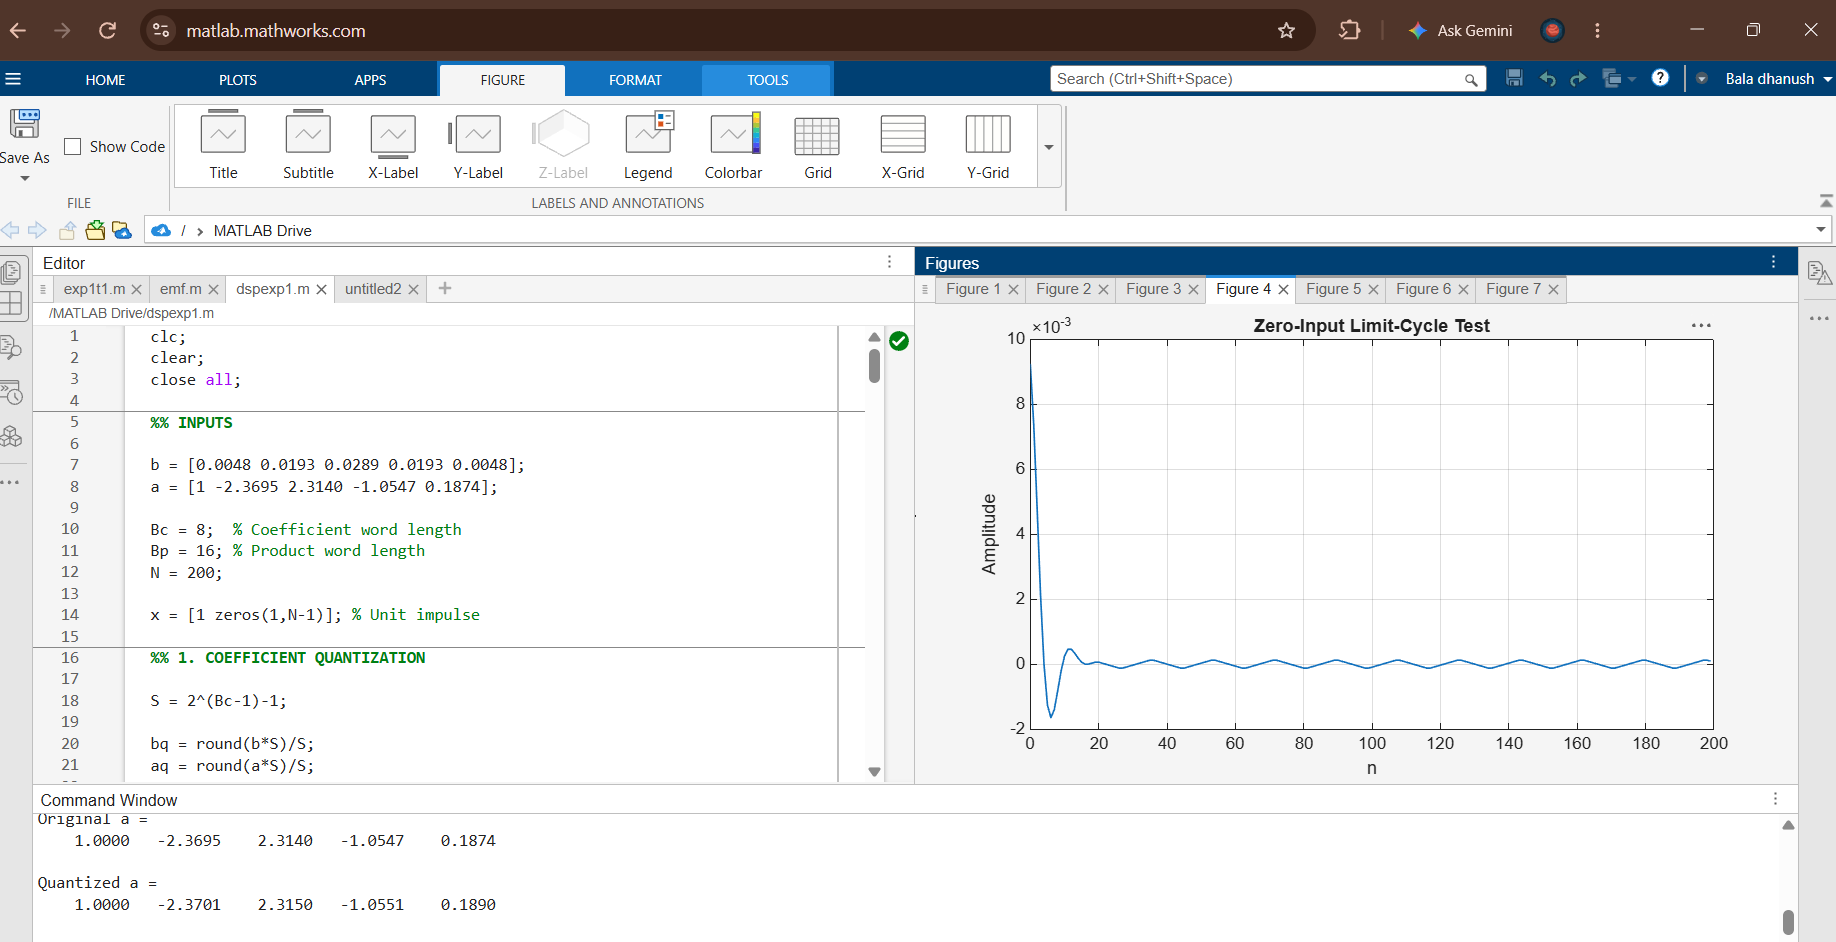 matlab.mathworks.com
Ask Gemini
HOME PLOTS APPS FIGURE FORMAT TOOLS
Search (Ctrl+Shift+Space)
Bala dhanush
Save As
Show Code
Title Subtitle X-Label Y-Label Z-Label Legend Colorbar Grid X-Grid Y-Grid
FILE LABELS AND ANNOTATIONS
/ > MATLAB Drive
Editor
exp1t1.m emf.m dspexp1.m untitled2
/MATLAB Drive/dspexp1.m
1 clc;
2 clear;
3 close all;
4
5 %% INPUTS
6
7 b = [0.0048 0.0193 0.0289 0.0193 0.0048];
8 a = [1 -2.3695 2.3140 -1.0547 0.1874];
9
10 Bc = 8; % Coefficient word length
11 Bp = 16; % Product word length
12 N = 200;
13
14 x = [1 zeros(1,N-1)]; % Unit impulse
15
16 %% 1. COEFFICIENT QUANTIZATION
17
18 S = 2^(Bc-1)-1;
19
20 bq = round(b*S)/S;
21 aq = round(a*S)/S;
Figures
Figure 1 Figure 2 Figure 3 Figure 4 Figure 5 Figure 6 Figure 7
×10-3
Zero-Input Limit-Cycle Test
10
8
6
4
2
0
-2
Amplitude
0 20 40 60 80 100 120 140 160 180 200
n
Command Window
Original a =
1.0000 -2.3695 2.3140 -1.0547 0.1874
Quantized a =
1.0000 -2.3701 2.3150 -1.0551 0.1890